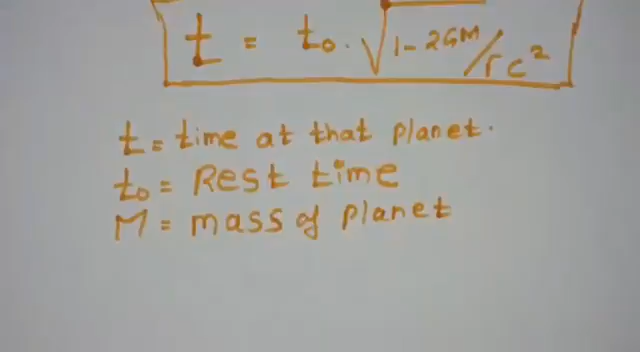 t = t₀. √1-2GM/rc²
t = time at that planet.
t₀ = Rest time
M = mass of planet